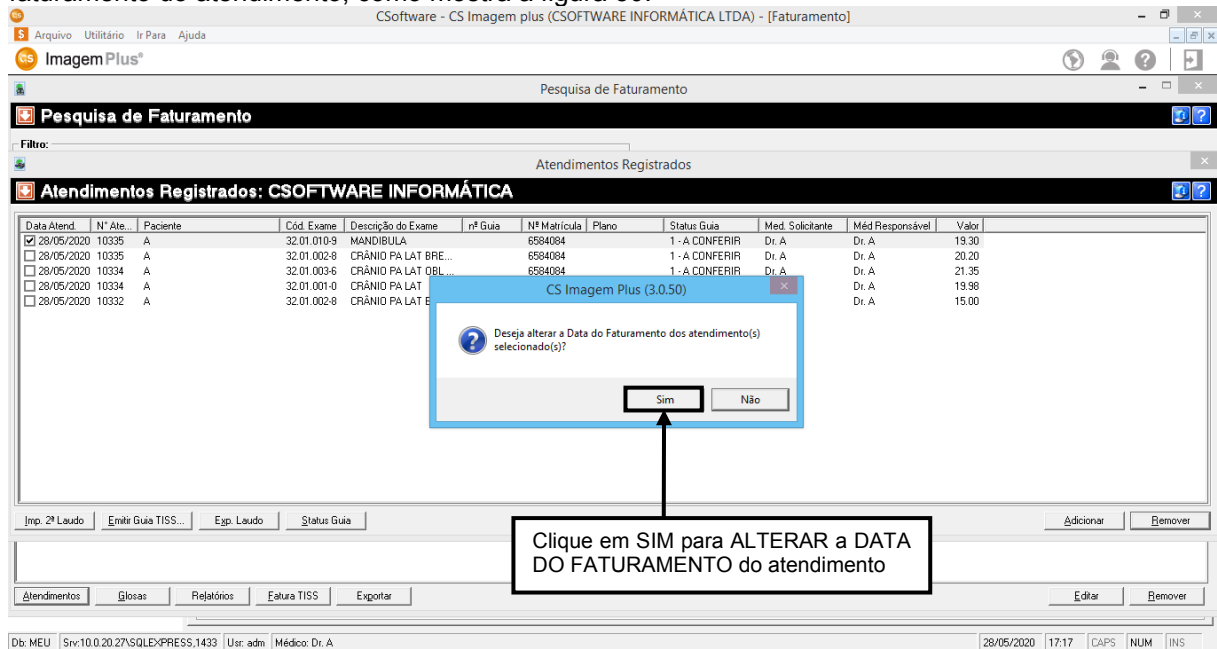 faturamento do atendimento, como mostra a figura
CSoftware - CS Imagem plus (CSOFTWARE INFORMÁTICA LTDA) - [Faturamento]
Arquivo Utilitário Ir Para Ajuda
CS Imagem Plus®
Pesquisa de Faturamento
Pesquisa de Faturamento
Filtro:
Atendimentos Registrados
Atendimentos Registrados: CSOFTWARE INFORMÁTICA
Data Atend. N° Ate... Paciente Cód. Exame Descrição do Exame nª Guia Nª Matrícula Plano Status Guia Med. Solicitante Méd Responsável Valor
28/05/2020 10335 A 32.01.010-9 MANDIBULA 6584084 1 - A CONFERIR Dr. A Dr. A 19.30
28/05/2020 10335 A 32.01.002-8 CRÂNIO PA LAT BRE... 6584084 1 - A CONFERIR Dr. A Dr. A 20.20
28/05/2020 10334 A 32.01.003-6 CRÂNIO PA LAT OBL ... 6584084 1 - A CONFERIR Dr. A Dr. A 21.35
28/05/2020 10334 A 32.01.001-0 CRÂNIO PA LAT Dr. A 19.98
28/05/2020 10332 A 32.01.002-8 CRÂNIO PA LAT Dr. A 15.00
CS Imagem Plus (3.0.50)
Deseja alterar a Data do Faturamento dos atendimento(s)
selecionado(s)?
Sim Não
Imp. 2ª Laudo Emitir Guia TISS... Exp. Laudo Status Guia Adicionar Remover
Clique em SIM para ALTERAR a DATA
DO FATURAMENTO do atendimento
Atendimentos Glosas Relatórios Fatura TISS Exportar Editar Remover
Db: MEU Srv:10.0.20.27\SQLEXPRESS,1433 Usr: adm Médico: Dr. A 28/05/2020 17:17 CAPS NUM INS